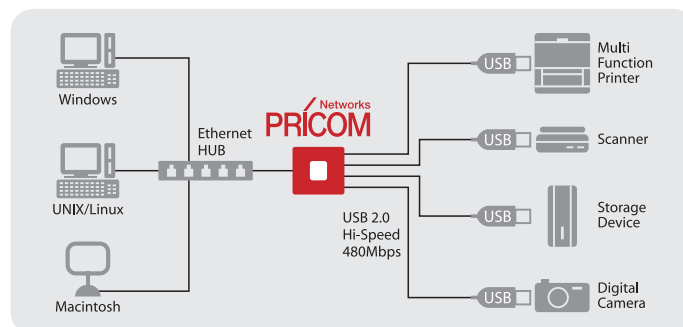 Windows
UNIX/Linux
Macintosh
Ethernet
HUB
Networks
PRÍCOM
USB 2.0
Hi-Speed
480Mbps
USB
Multi
Function
Printer
USB
Scanner
USB
Storage
Device
USB
Digital
Camera